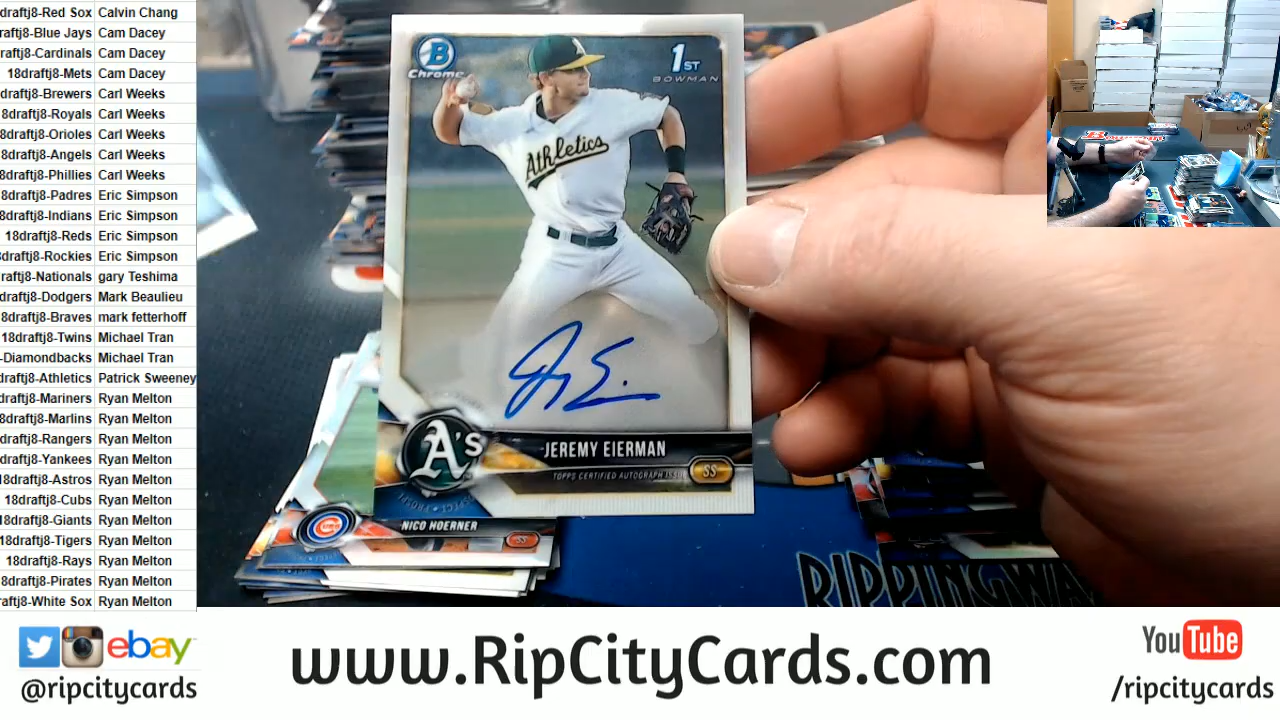 draftj8-Red Sox Calvin Chang
raftj8-Blue Jays Cam Dacey
draftj8-Cardinals Cam Dacey
18draftj8-Mets Cam Dacey
8draftj8-Brewers Carl Weeks
8draftj8-Royals Carl Weeks
8draftj8-Orioles Carl Weeks
8draftj8-Angels Carl Weeks
8draftj8-Phillies Carl Weeks
8draftj8-Padres Eric Simpson
8draftj8-Indians Eric Simpson
18draftj8-Reds Eric Simpson
8draftj8-Rockies Eric Simpson
raftj8-Nationals gary Teshima
draftj8-Dodgers Mark Beaulieu
8draftj8-Braves mark fetterhoff
18draftj8-Twins Michael Tran
-Diamondbacks Michael Tran
draftj8-Athletics Patrick Sweeney
draftj8-Mariners Ryan Melton
8draftj8-Marlins Ryan Melton
draftj8-Rangers Ryan Melton
draftj8-Yankees Ryan Melton
18draftj8-Astros Ryan Melton
18draftj8-Cubs Ryan Melton
18draftj8-Giants Ryan Melton
18draftj8-Tigers Ryan Melton
18draftj8-Rays Ryan Melton
8draftj8-Pirates Ryan Melton
aftj8-White Sox Ryan Melton
B
Chrome
1ST
BOWMAN
A
Athletics
A's
JEREMY EIERMAN
TOPPS CERTIFIED AUTOGRAPH ISSUE
SS
CUBS
NICO HOERNER
SS
RIPPINGWA
ebay
@ripcitycards
www.RipCityCards.com
YouTube
/ripcitycards